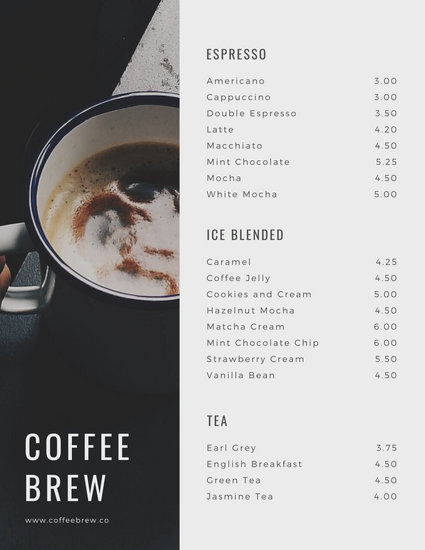 ESPRESSO
Americano 3.00
Cappuccino 3.00
Double Espresso 3.50
Latte 4.20
Macchiato 4.50
Mint Chocolate 5.25
Mocha 4.50
White Mocha 5.00
ICE BLENDED
Caramel 4.25
Coffee Jelly 4.50
Cookies and Cream 5.00
Hazelnut Mocha 4.50
Matcha Cream 6.00
Mint Chocolate Chip 6.00
Strawberry Cream 5.50
Vanilla Bean 4.50
TEA
Earl Grey 3.75
English Breakfast 4.50
Green Tea 4.50
Jasmine Tea 4.00
COFFEE
BREW
www.coffeebrew.co